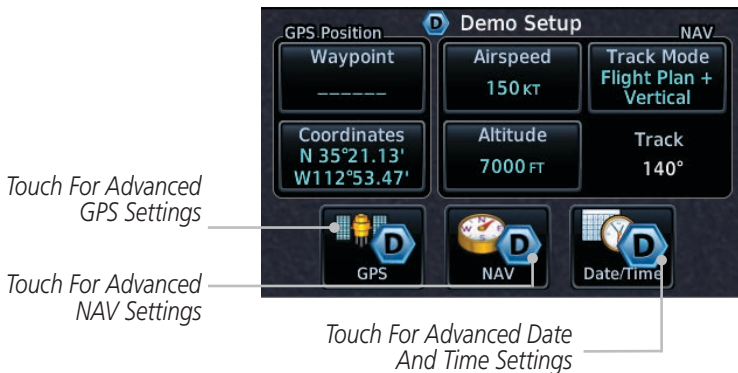 D Demo Setup
GPS Position
NAV
Waypoint
______
Airspeed
150 KT
Track Mode
Flight Plan +
Vertical
Coordinates
N 35°21.13'
W112°53.47'
Altitude
7000 FT
Track
140°
Touch For Advanced
GPS Settings
D
GPS
N
E
S
W
D
NAV
D
Date/Time
Touch For Advanced
NAV Settings
Touch For Advanced Date
And Time Settings